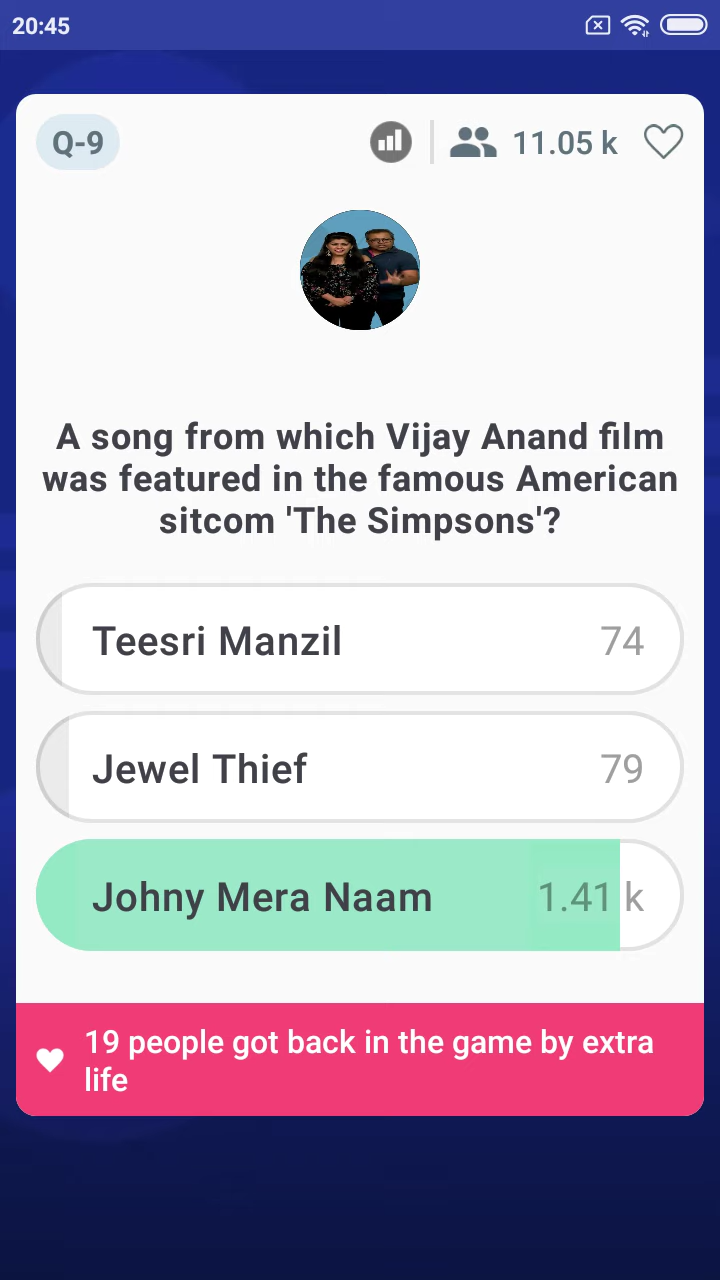 20:45
Q-9
11.05 k
A song from which Vijay Anand film
was featured in the famous American
sitcom 'The Simpsons'?
Teesri Manzil 74
Jewel Thief 79
Johny Mera Naam 1.41 k
19 people got back in the game by extra
life